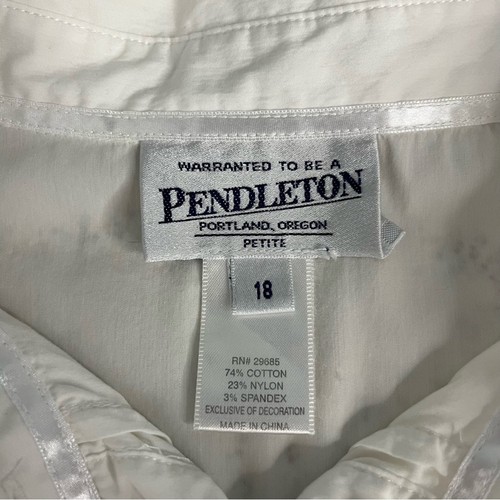 WARRANTED TO BE A
PENDLETON
PORTLAND, OREGON
PETITE
18
RN# 29685
74% COTTON
23% NYLON
3% SPANDEX
EXCLUSIVE OF DECORATION
MADE IN CHINA